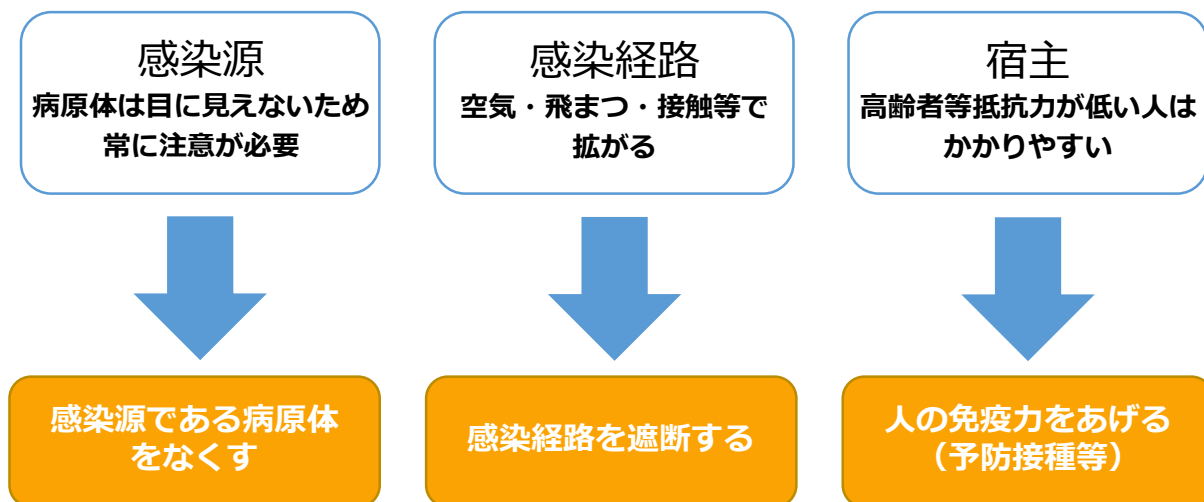 感染源
病原体は目に見えないため
常に注意が必要
感染経路
空気・飛まつ・接触等で
拡がる
宿主
高齢者等抵抗力が低い人は
かかりやすい
感染源である病原体
をなくす
感染経路を遮断する
人の免疫力をあげる
（予防接種等）